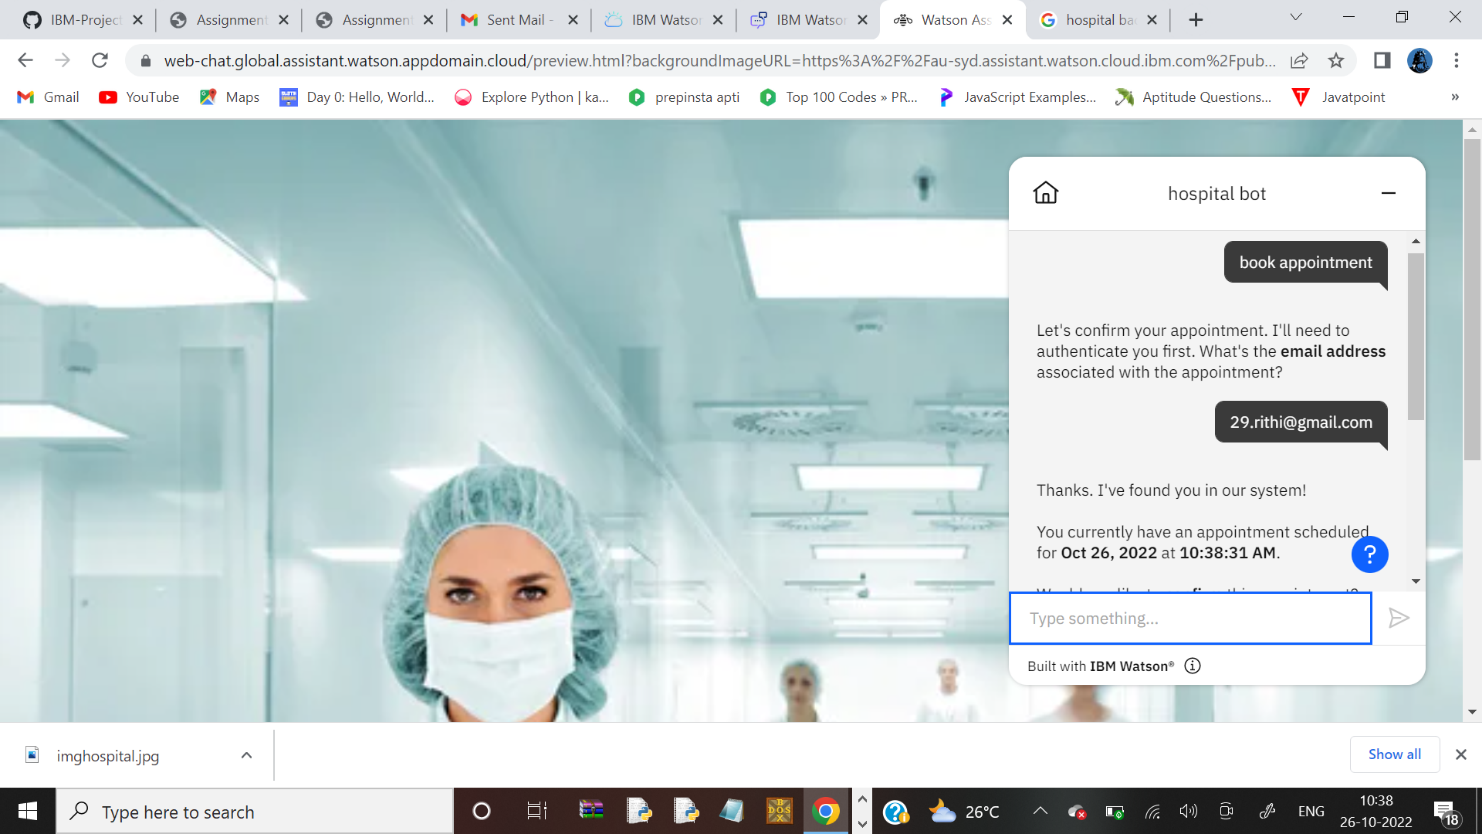 IBM-Project
Assignment
Assignment
Sent Mail -
IBM Watson
IBM Watson
Watson Ass
hospital ba
web-chat.global.assistant.watson.appdomain.cloud/preview.html?backgroundImageURL=https%3A%2F%2Fau-syd.assistant.watson.cloud.ibm.com%2Fpub...
Gmail
YouTube
Maps
Day 0: Hello, World...
Explore Python | ka...
prepinsta apti
Top 100 Codes » PR...
JavaScript Examples...
Aptitude Questions...
Javatpoint
»
hospital bot
book appointment
Let's confirm your appointment. I'll need to
authenticate you first. What's the email address
associated with the appointment?
29.rithi@gmail.com
Thanks. I've found you in our system!
You currently have an appointment scheduled
for Oct 26, 2022 at 10:38:31 AM.
?
Type something...
Built with IBM Watson®
imghospital.jpg
Show all
Type here to search
26°C
ENG
10:38
26-10-2022
18